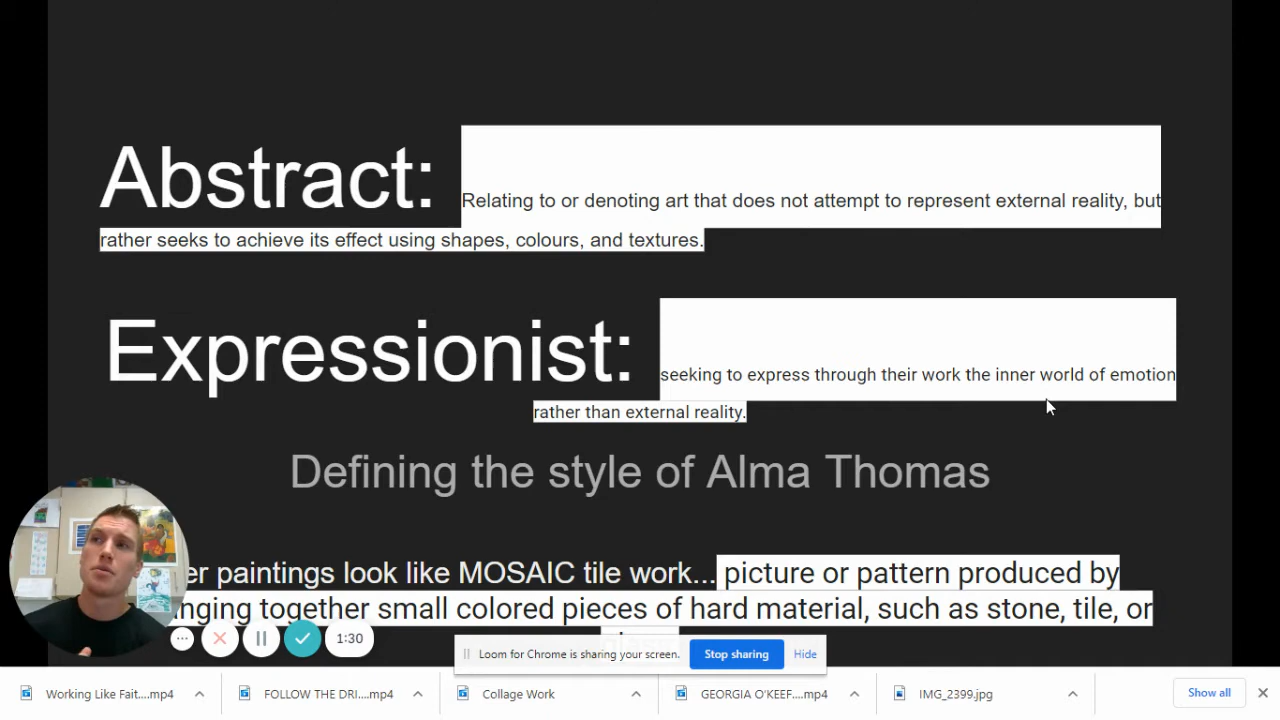 Abstract: Relating to or denoting art that does not attempt to represent external reality, but
rather seeks to achieve its effect using shapes, colours, and textures.
Expressionist: seeking to express through their work the inner world of emotion
rather than external reality.
Defining the style of Alma Thomas
paintings look like MOSAIC tile work... picture or pattern produced by
together small colored pieces of hard material, such as stone, tile, or
1:30
Loom for Chrome is sharing your screen. Stop sharing Hide
Working Like Fait....mp4 FOLLOW THE DRI....mp4 Collage Work GEORGIA O'KEEF....mp4 IMG_2399.jpg Show all